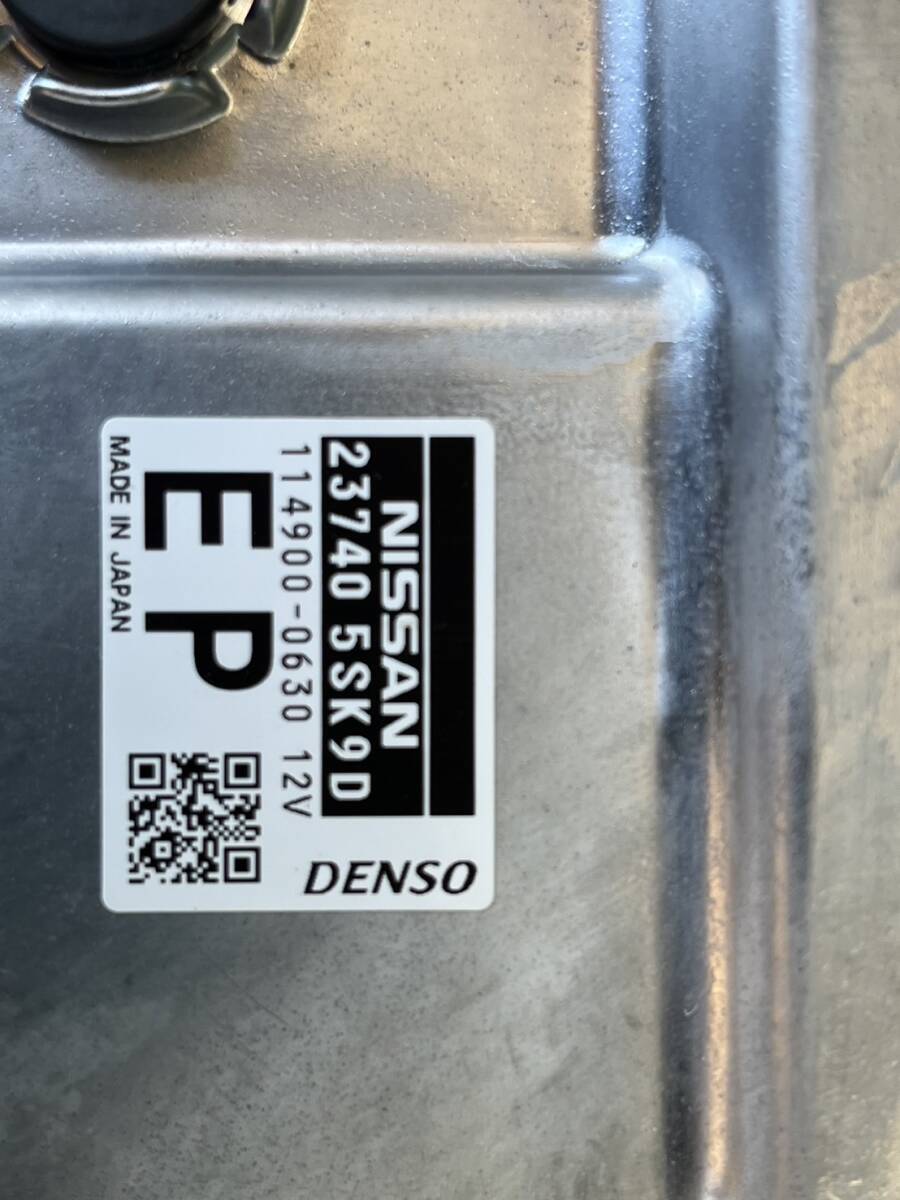 NISSAN
23740 5SK9D
114900-0630 12V
EP
MADE IN JAPAN
DENSO